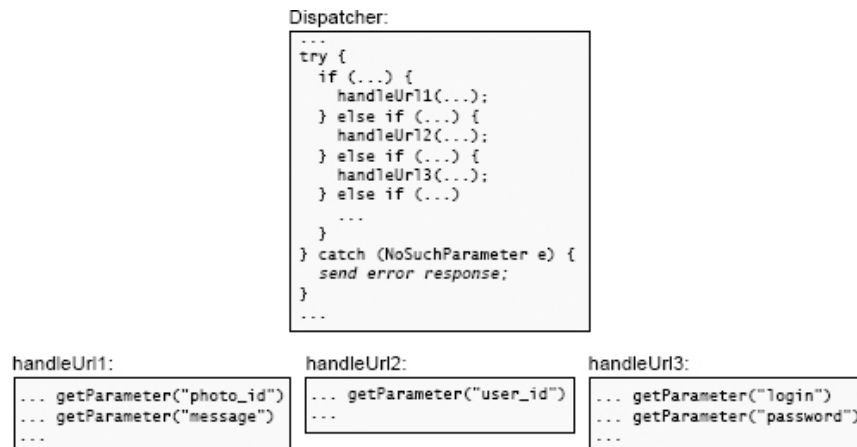 Dispatcher:
...
try {
if (...) {
handleUrl1(...);
} else if (...) {
handleUrl2(...);
} else if (...) {
handleUrl3(...);
} else if (...)
...
}
} catch (NoSuchParameter e) {
send error response;
}
...
handleUrl1:
... getParameter("photo_id")
... getParameter("message")
...
handleUrl2:
... getParameter("user_id")
...
handleUrl3:
... getParameter("login")
... getParameter("password")
...